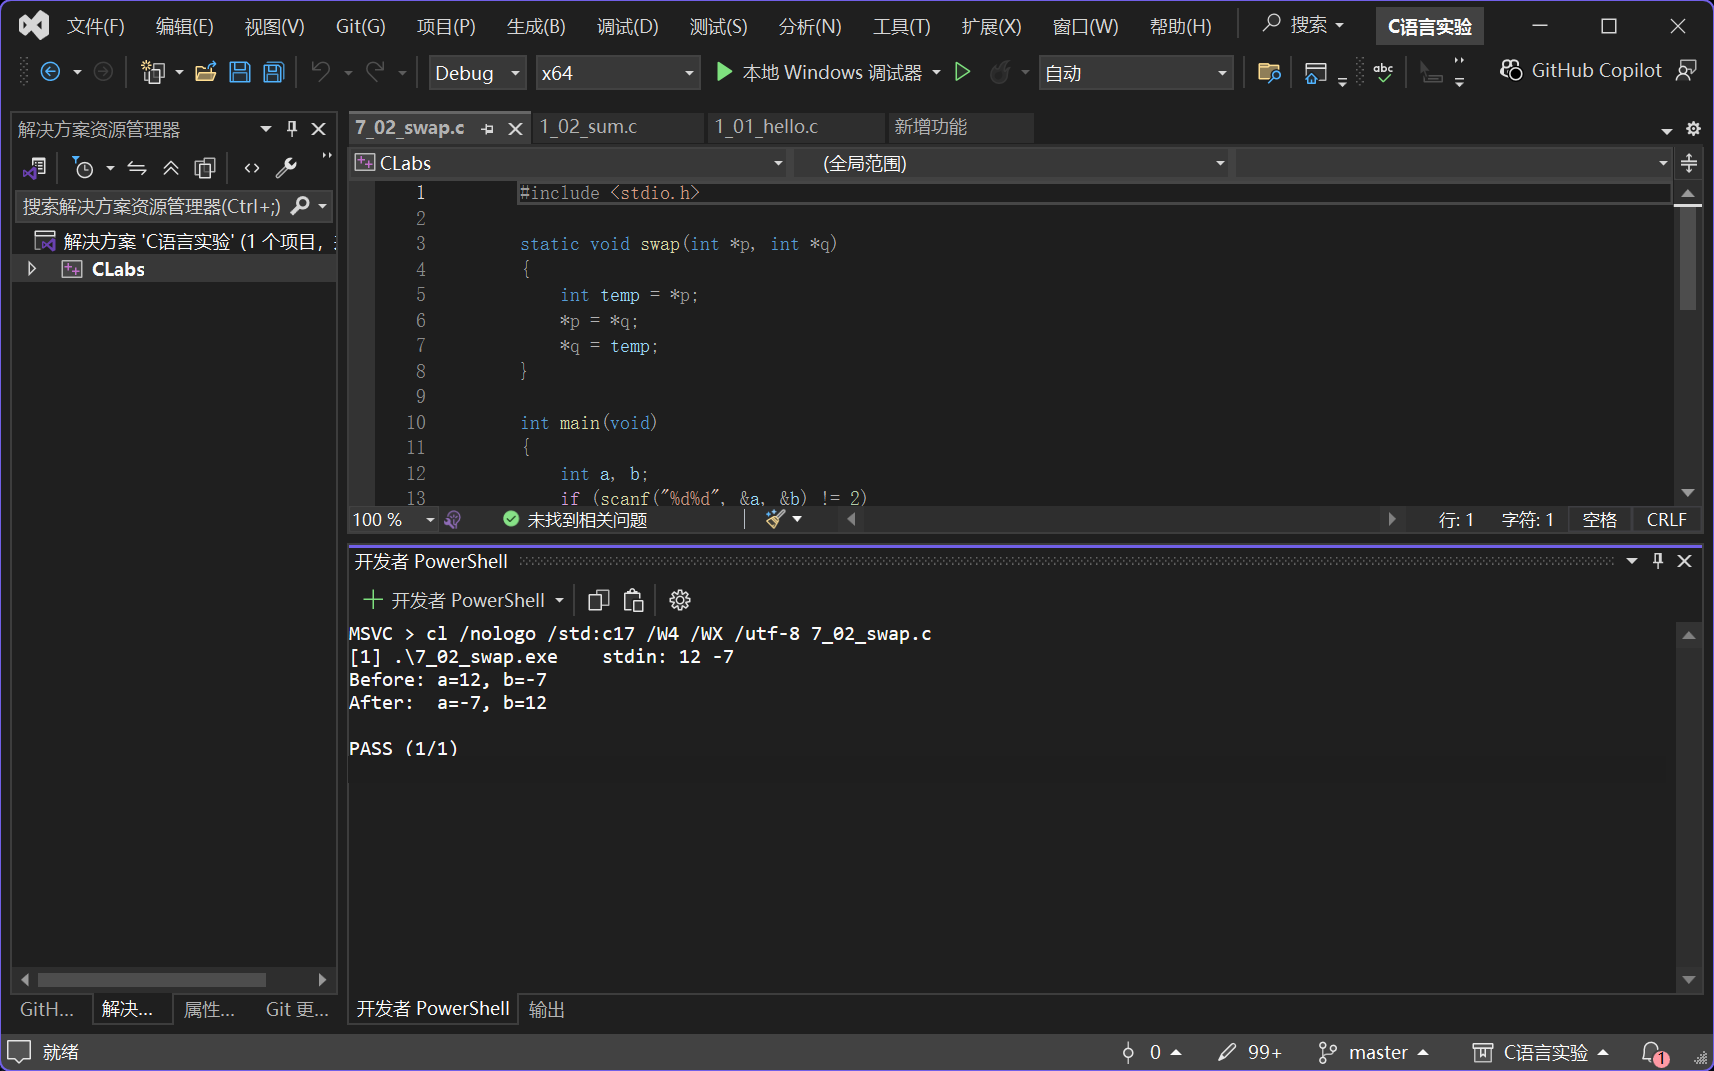 文件(F) 编辑(E) 视图(V) Git(G) 项目(P) 生成(B) 调试(D) 测试(S) 分析(N) 工具(T) 扩展(X) 窗口(W) 帮助(H) 搜索 C语言实验
Debug x64 本地 Windows 调试器 自动 abc GitHub Copilot
解决方案资源管理器
搜索解决方案资源管理器(Ctrl+;)
解决方案 'C语言实验' (1 个项目,
CLabs
7_02_swap.c 1_02_sum.c 1_01_hello.c 新增功能
CLabs (全局范围)
1 #include <stdio.h>
2
3 static void swap(int *p, int *q)
4 {
5 int temp = *p;
6 *p = *q;
7 *q = temp;
8 }
9
10 int main(void)
11 {
12 int a, b;
13 if (scanf("%d%d", &a, &b) != 2)
100 % 未找到相关问题 行: 1 字符: 1 空格 CRLF
开发者 PowerShell
开发者 PowerShell
MSVC > cl /nologo /std:c17 /W4 /WX /utf-8 7_02_swap.c
[1] .\7_02_swap.exe stdin: 12 -7
Before: a=12, b=-7
After: a=-7, b=12
PASS (1/1)
GitH... 解决... 属性... Git 更... 开发者 PowerShell 输出
就绪 0 99+ master C语言实验 1